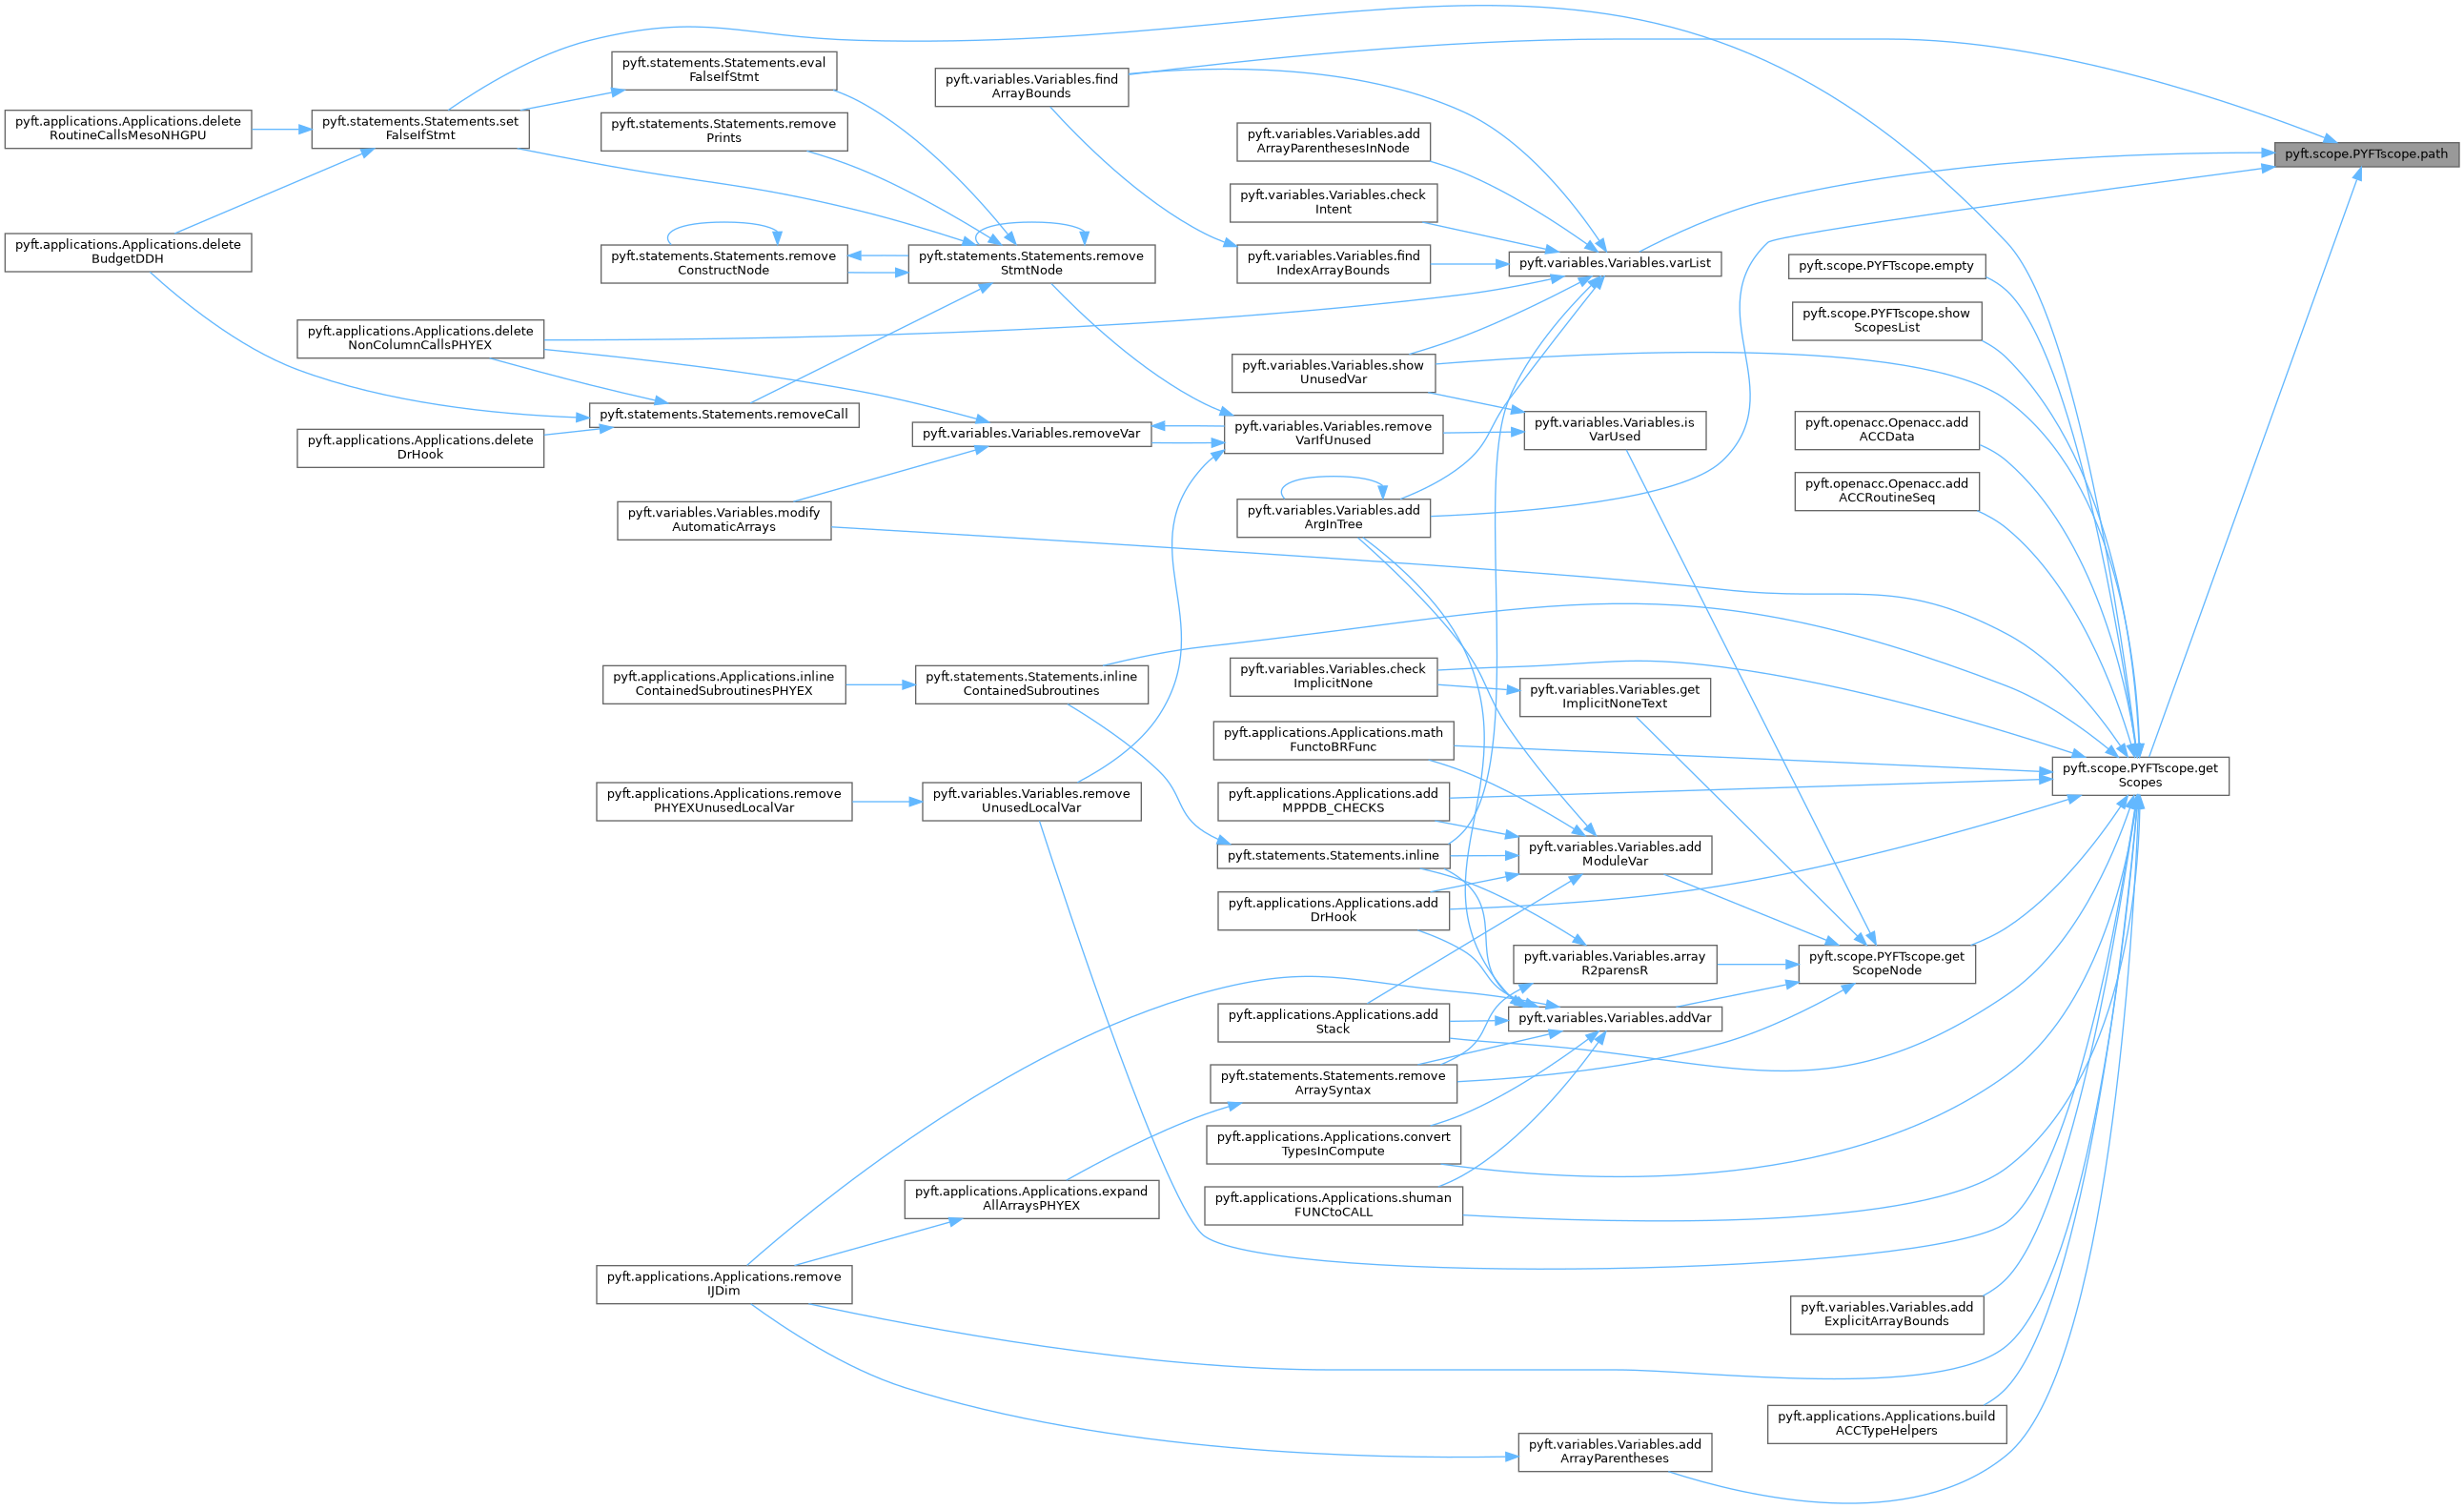 pyft.applications.Applications.delete
RoutineCallsMesoNHGPU
pyft.applications.Applications.delete
BudgetDDH
pyft.statements.Statements.set
FalseIfStmt
pyft.applications.Applications.delete
NonColumnCallsPHYEX
pyft.applications.Applications.delete
DrHook
pyft.statements.Statements.eval
FalseIfStmt
pyft.statements.Statements.remove
Prints
pyft.statements.Statements.remove
ConstructNode
pyft.statements.Statements.removeCall
pyft.variables.Variables.modify
AutomaticArrays
pyft.applications.Applications.inline
ContainedSubroutinesPHYEX
pyft.applications.Applications.remove
PHYEXUnusedLocalVar
pyft.applications.Applications.remove
IJDim
pyft.variables.Variables.find
ArrayBounds
pyft.statements.Statements.remove
StmtNode
pyft.variables.Variables.removeVar
pyft.statements.Statements.inline
ContainedSubroutines
pyft.variables.Variables.remove
UnusedLocalVar
pyft.applications.Applications.expand
AllArraysPHYEX
pyft.variables.Variables.add
ArrayParenthesesInNode
pyft.variables.Variables.check
Intent
pyft.variables.Variables.find
IndexArrayBounds
pyft.variables.Variables.show
UnusedVar
pyft.variables.Variables.remove
VarIfUnused
pyft.variables.Variables.add
ArgInTree
pyft.variables.Variables.check
ImplicitNone
pyft.applications.Applications.math
FunctoBRFunc
pyft.applications.Applications.add
MPPDB_CHECKS
pyft.statements.Statements.inline
pyft.applications.Applications.add
DrHook
pyft.applications.Applications.add
Stack
pyft.statements.Statements.remove
ArraySyntax
pyft.applications.Applications.convert
TypesInCompute
pyft.applications.Applications.shuman
FUNCtoCALL
pyft.variables.Variables.varList
pyft.variables.Variables.is
VarUsed
pyft.variables.Variables.get
ImplicitNoneText
pyft.variables.Variables.add
ModuleVar
pyft.variables.Variables.array
R2parensR
pyft.variables.Variables.addVar
pyft.variables.Variables.add
ArrayParentheses
pyft.scope.PYFTscope.empty
pyft.scope.PYFTscope.show
ScopesList
pyft.openacc.Openacc.add
ACCData
pyft.openacc.Openacc.add
ACCRoutineSeq
pyft.scope.PYFTscope.get
ScopeNode
pyft.variables.Variables.add
ExplicitArrayBounds
pyft.applications.Applications.build
ACCTypeHelpers
pyft.scope.PYFTscope.get
Scopes
pyft.scope.PYFTscope.path